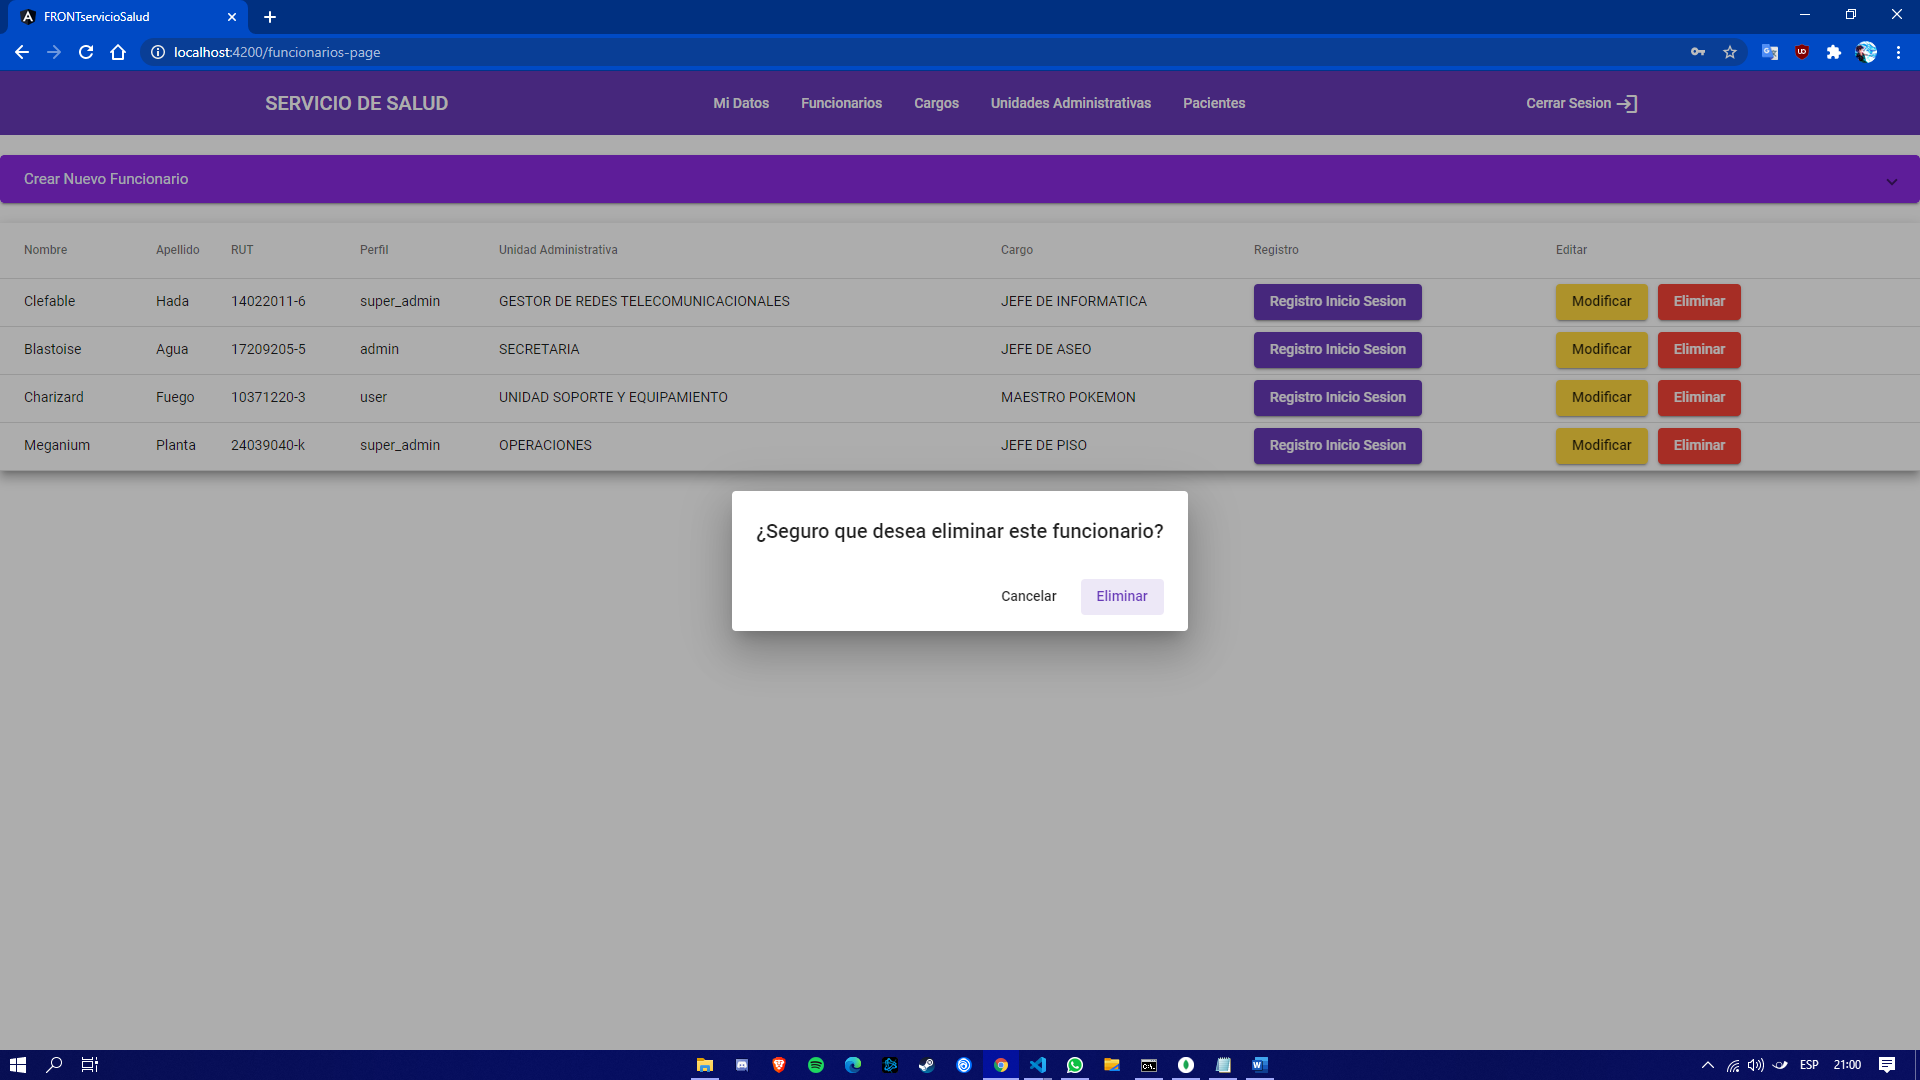 FRONTservicioSalud
localhost:4200/funcionarios-page
SERVICIO DE SALUD Mi Datos Funcionarios Cargos Unidades Administrativas Pacientes Cerrar Sesion
Crear Nuevo Funcionario
Nombre Apellido RUT Perfil Unidad Administrativa Cargo Registro Editar
Clefable Hada 14022011-6 super_admin GESTOR DE REDES TELECOMUNICACIONALES JEFE DE INFORMATICA Registro Inicio Sesion Modificar Eliminar
Blastoise Agua 17209205-5 admin SECRETARIA JEFE DE ASEO Registro Inicio Sesion Modificar Eliminar
Charizard Fuego 10371220-3 user UNIDAD SOPORTE Y EQUIPAMIENTO MAESTRO POKEMON Registro Inicio Sesion Modificar Eliminar
Meganium Planta 24039040-k super_admin OPERACIONES JEFE DE PISO Registro Inicio Sesion Modificar Eliminar
¿Seguro que desea eliminar este funcionario?
Cancelar Eliminar
ESP 21:00